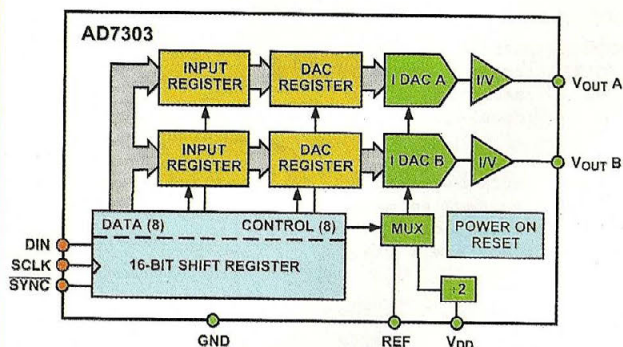 AD7303
INPUT REGISTER
DAC REGISTER
I DAC A
I/V
VOUT A
INPUT REGISTER
DAC REGISTER
I DAC B
I/V
VOUT B
DATA (8)
CONTROL (8)
MUX
POWER ON RESET
DIN
SCLK
SYNC
16-BIT SHIFT REGISTER
÷2
GND
REF
VDD